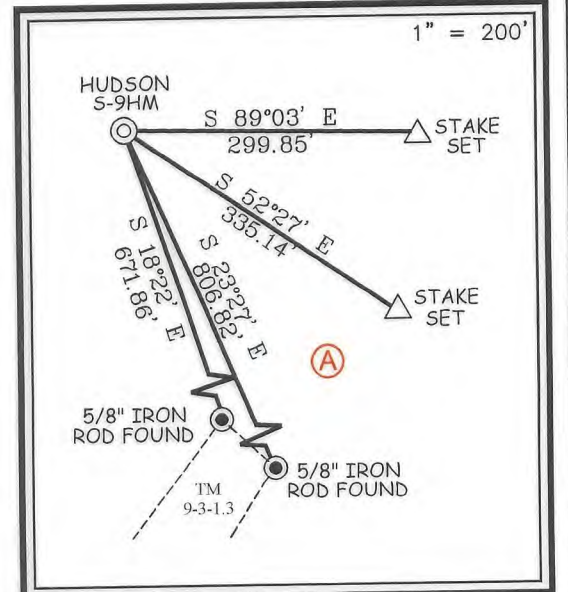 1" = 200'
HUDSON
S-9HM
S 89°03' E
299.85'
STAKE
SET
S 52°27' E
335.14'
STAKE
SET
S 18°22' E
671.86'
S 23°27' E
806.82'
A
5/8" IRON
ROD FOUND
5/8" IRON
ROD FOUND
TM
9-3-1.3